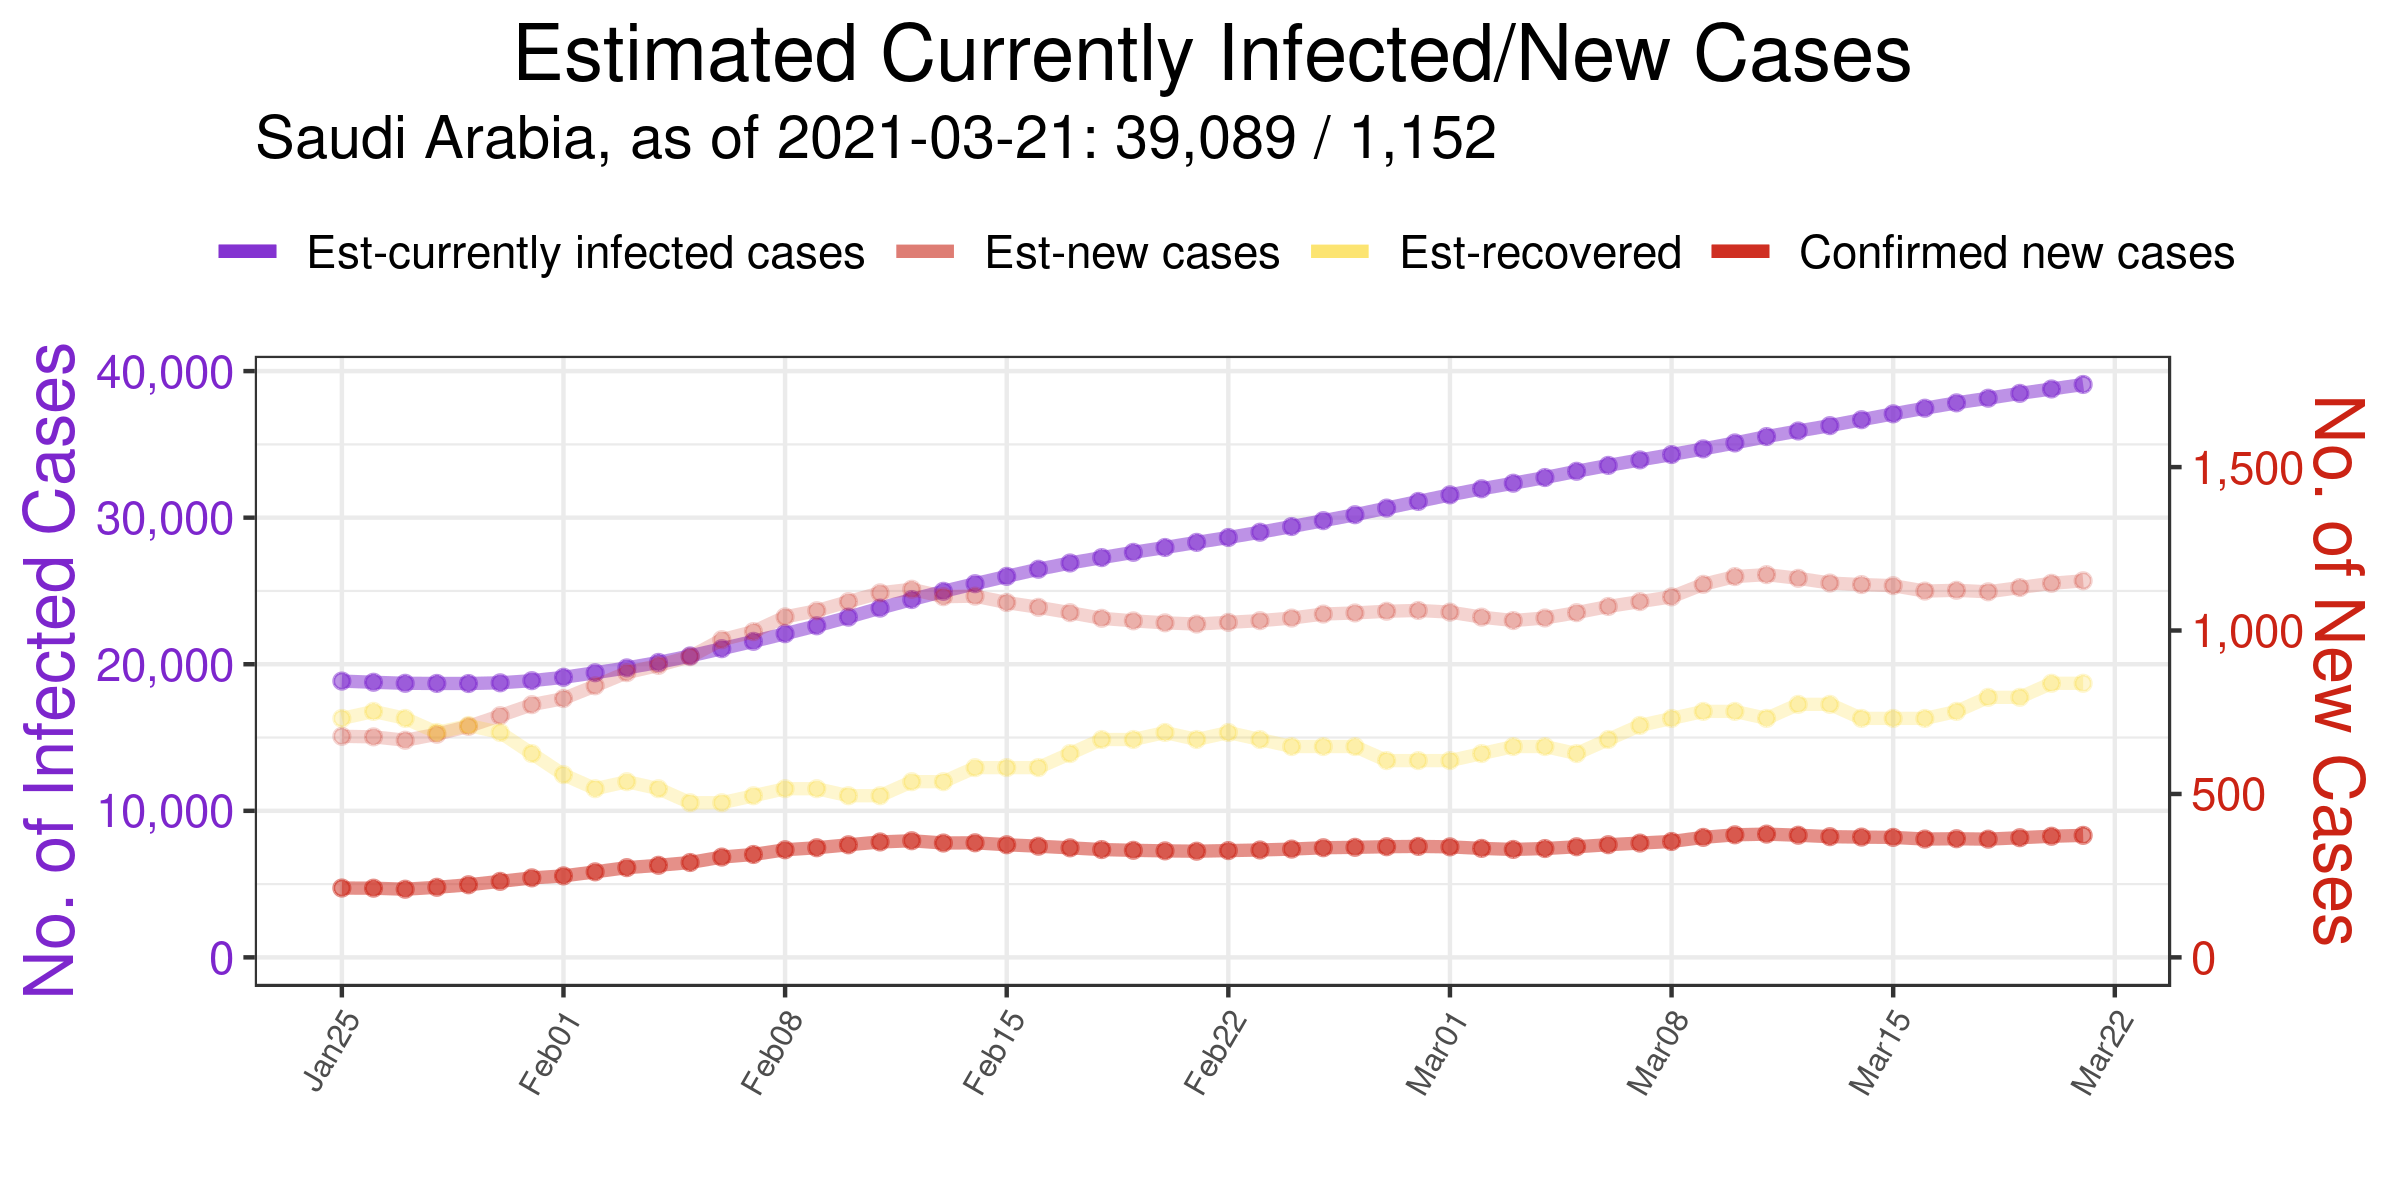 Estimated Currently Infected/New Cases
Saudi Arabia, as of 2021-03-21: 39,089 / 1,152
Est-currently infected cases
Est-new cases
Est-recovered
Confirmed new cases
No. of Infected Cases
40,000
30,000
20,000
10,000
0
1,500
1,000
500
0
No. of New Cases
Jan25
Feb01
Feb08
Feb15
Feb22
Mar01
Mar08
Mar15
Mar22